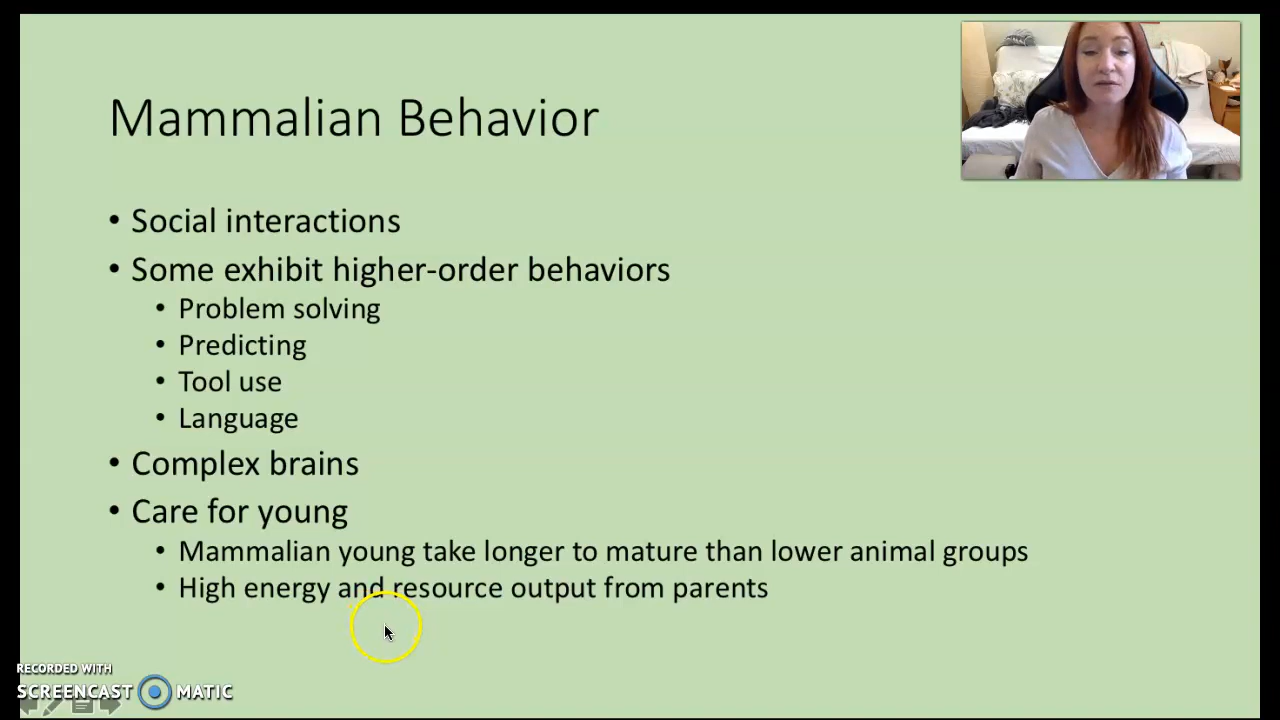 Mammalian Behavior
• Social interactions
• Some exhibit higher-order behaviors
• Problem solving
• Predicting
• Tool use
• Language
• Complex brains
• Care for young
• Mammalian young take longer to mature than lower animal groups
• High energy and resource output from parents
RECORDED WITH
SCREENCAST MATIC